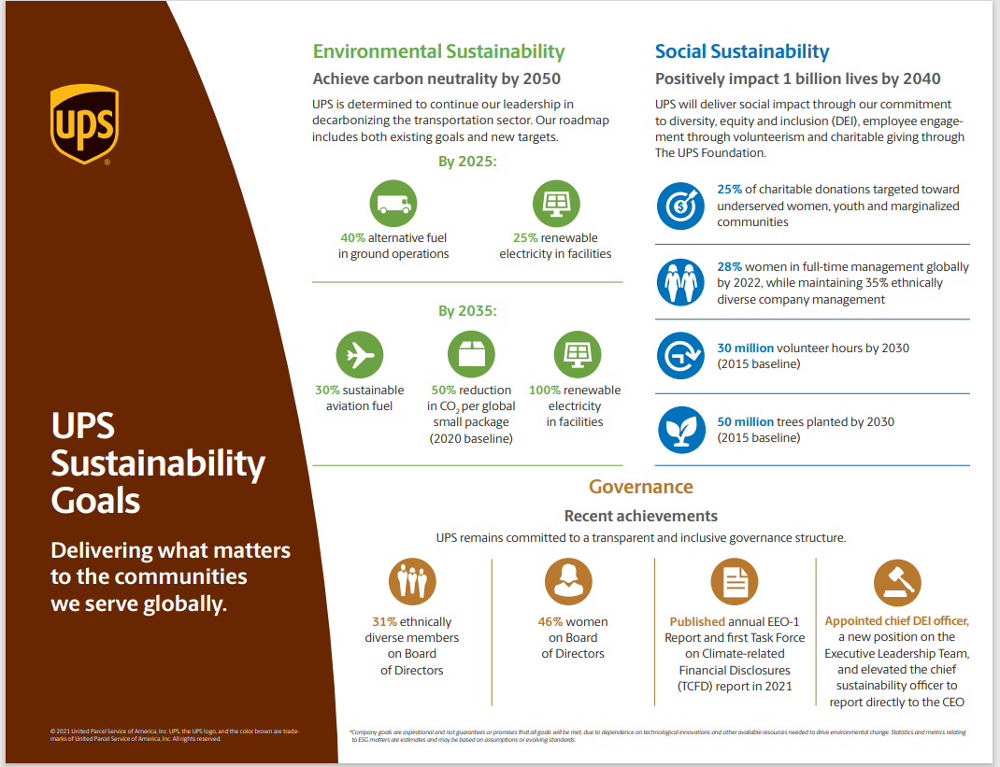 ups
®
UPS
Sustainability
Goals
Delivering what matters
to the communities
we serve globally.
© 2021 United Parcel Service of America, Inc. UPS, the UPS logo, and the color brown are trade-
marks of United Parcel Service of America, Inc. All rights reserved.
Environmental Sustainability
Achieve carbon neutrality by 2050
UPS is determined to continue our leadership in
decarbonizing the transportation sector. Our roadmap
includes both existing goals and new targets.
By 2025:
40% alternative fuel
in ground operations
25% renewable
electricity in facilities
By 2035:
30% sustainable
aviation fuel
50% reduction
in CO₂ per global
small package
(2020 baseline)
100% renewable
electricity
in facilities
Social Sustainability
Positively impact 1 billion lives by 2040
UPS will deliver social impact through our commitment
to diversity, equity and inclusion (DEI), employee engage-
ment through volunteerism and charitable giving through
The UPS Foundation.
$
25% of charitable donations targeted toward
underserved women, youth and marginalized
communities
28% women in full-time management globally
by 2022, while maintaining 35% ethnically
diverse company management
30 million volunteer hours by 2030
(2015 baseline)
50 million trees planted by 2030
(2015 baseline)
Governance
Recent achievements
UPS remains committed to a transparent and inclusive governance structure.
31% ethnically
diverse members
on Board
of Directors
46% women
on Board
of Directors
Published annual EEO-1
Report and first Task Force
on Climate-related
Financial Disclosures
(TCFD) report in 2021
Appointed chief DEI officer,
a new position on the
Executive Leadership Team,
and elevated the chief
sustainability officer to
report directly to the CEO
*Company goals are aspirational and not guarantees or promises that all goals will be met, due to dependence on technological innovations and other available resources needed to drive environmental change. Statistics and metrics relating
to ESG matters are estimates and may be based on assumptions or evolving standards.